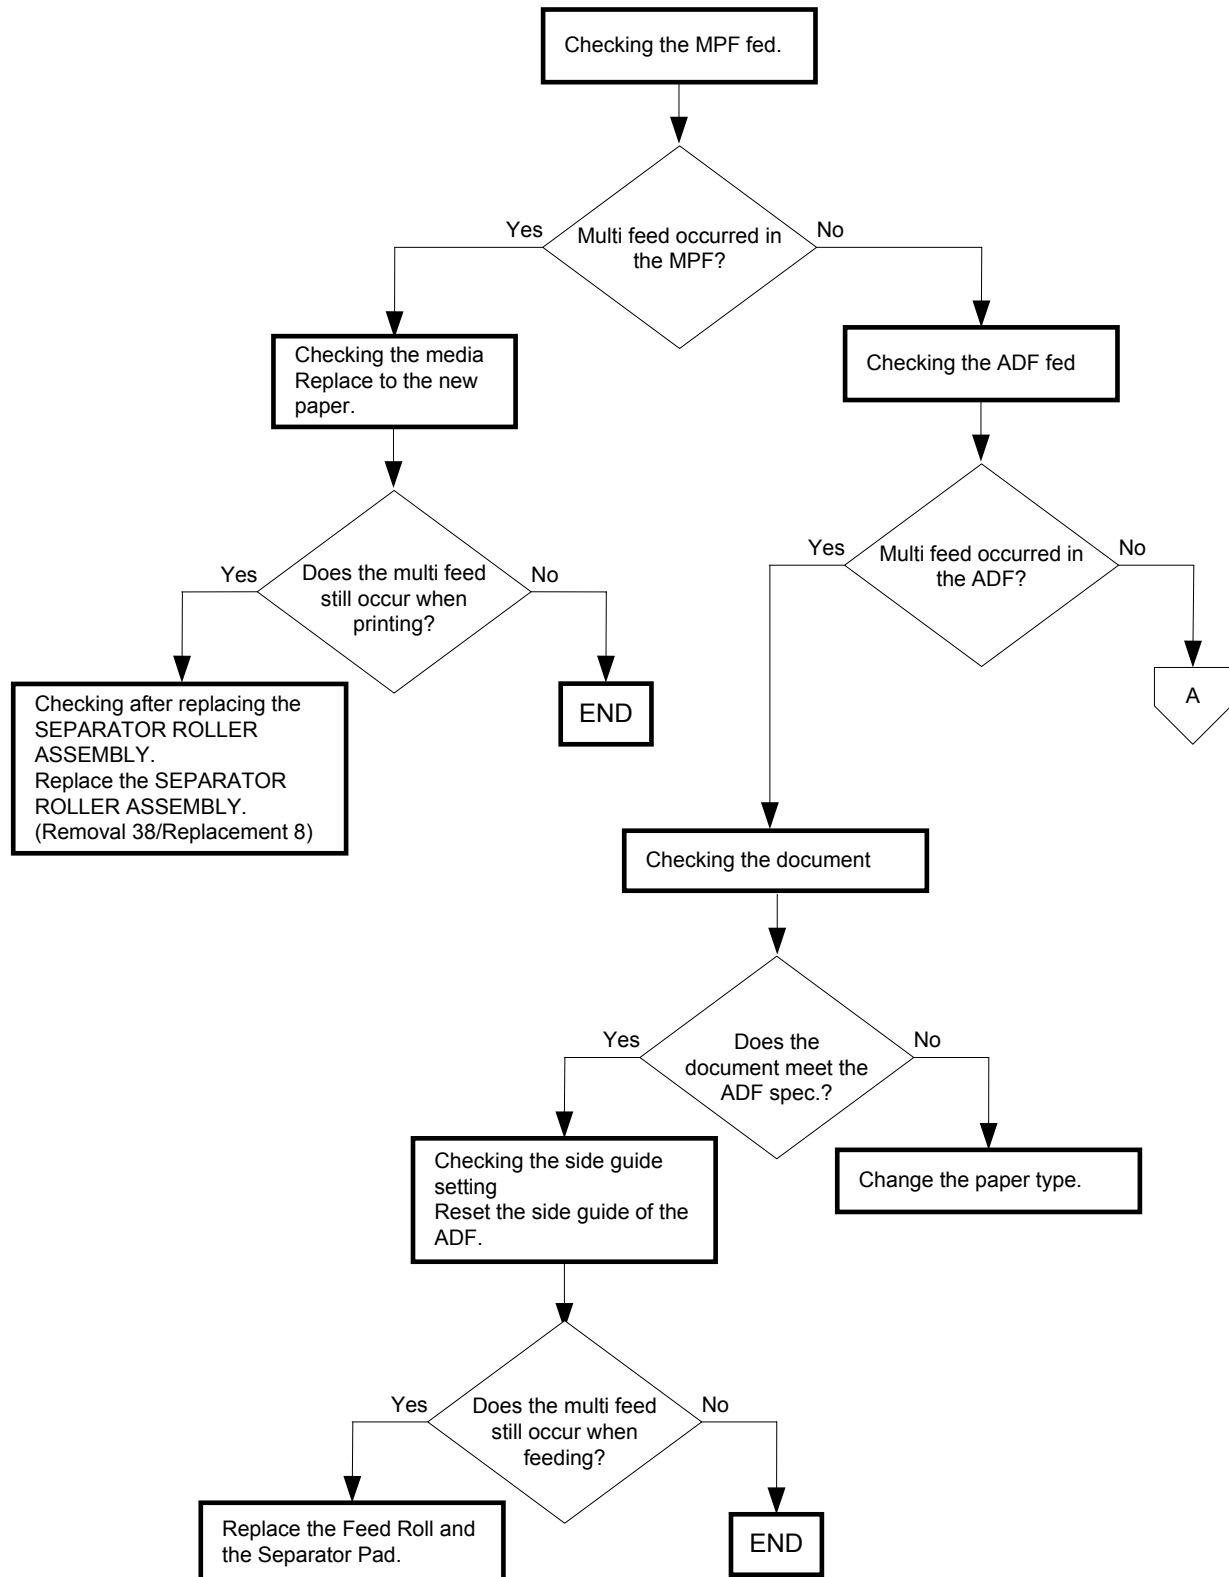 Checking the MPF fed.
Yes
Multi feed occurred in
the MPF?
No
Checking the media
Replace to the new
paper.
Checking the ADF fed
Yes
Does the multi feed
still occur when
printing?
No
Yes
Multi feed occurred in
the ADF?
No
Checking after replacing the
SEPARATOR ROLLER
ASSEMBLY.
Replace the SEPARATOR
ROLLER ASSEMBLY.
(Removal 38/Replacement 8)
END
A
Checking the document
Yes
Does the
document meet the
ADF spec.?
No
Checking the side guide
setting
Reset the side guide of the
ADF.
Change the paper type.
Yes
Does the multi feed
still occur when
feeding?
No
Replace the Feed Roll and
the Separator Pad.
END